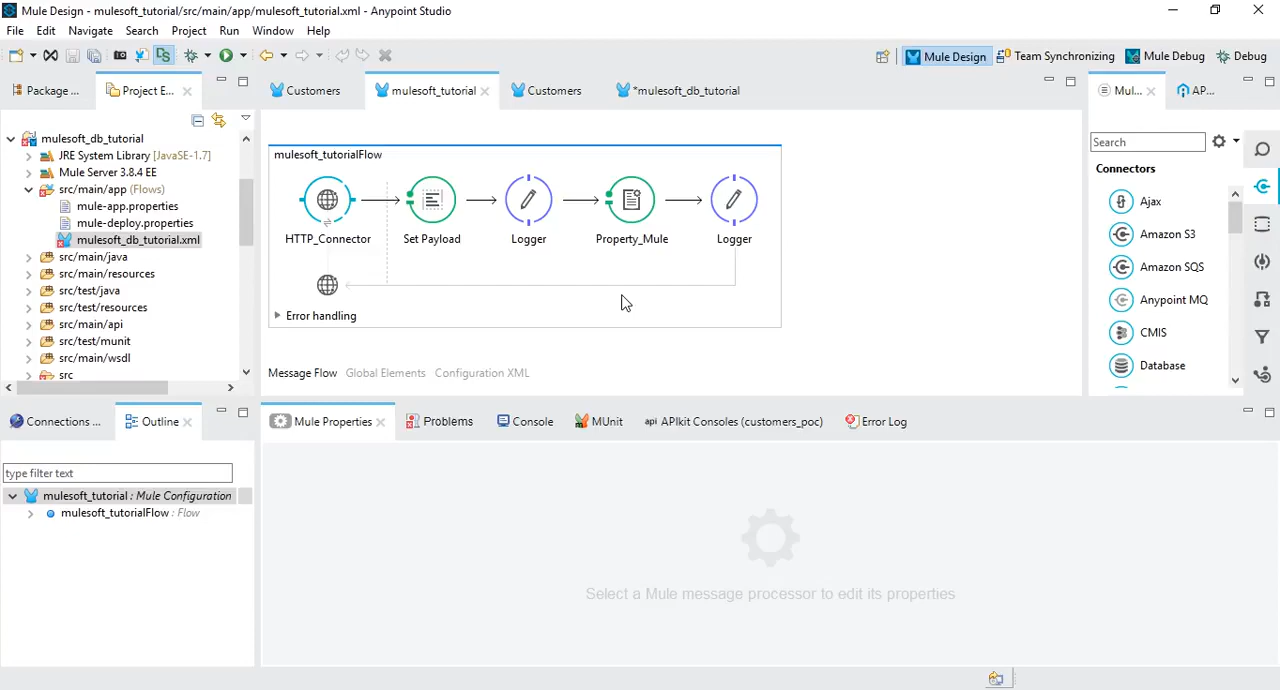 Mule Design - mulesoft_tutorial/src/main/app/mulesoft_tutorial.xml - Anypoint Studio
File Edit Navigate Search Project Run Window Help
Mule Design Team Synchronizing Mule Debug Debug
Package ... Project E... Customers mulesoft_tutorial Customers *mulesoft_db_tutorial Mul... AP...
mulesoft_db_tutorial
JRE System Library [JavaSE-1.7]
Mule Server 3.8.4 EE
src/main/app (Flows)
mule-app.properties
mule-deploy.properties
mulesoft_db_tutorial.xml
src/main/java
src/main/resources
src/test/java
src/test/resources
src/main/api
src/test/munit
src/main/wsdl
src
mulesoft_tutorialFlow
HTTP_Connector Set Payload Logger Property_Mule Logger
Error handling
Message Flow Global Elements Configuration XML
Search
Connectors
Ajax
Amazon S3
Amazon SQS
Anypoint MQ
CMIS
Database
Connections ... Outline
type filter text
mulesoft_tutorial : Mule Configuration
mulesoft_tutorialFlow : Flow
Mule Properties Problems Console MUnit api APIkit Consoles (customers_poc) Error Log
Select a Mule message processor to edit its properties